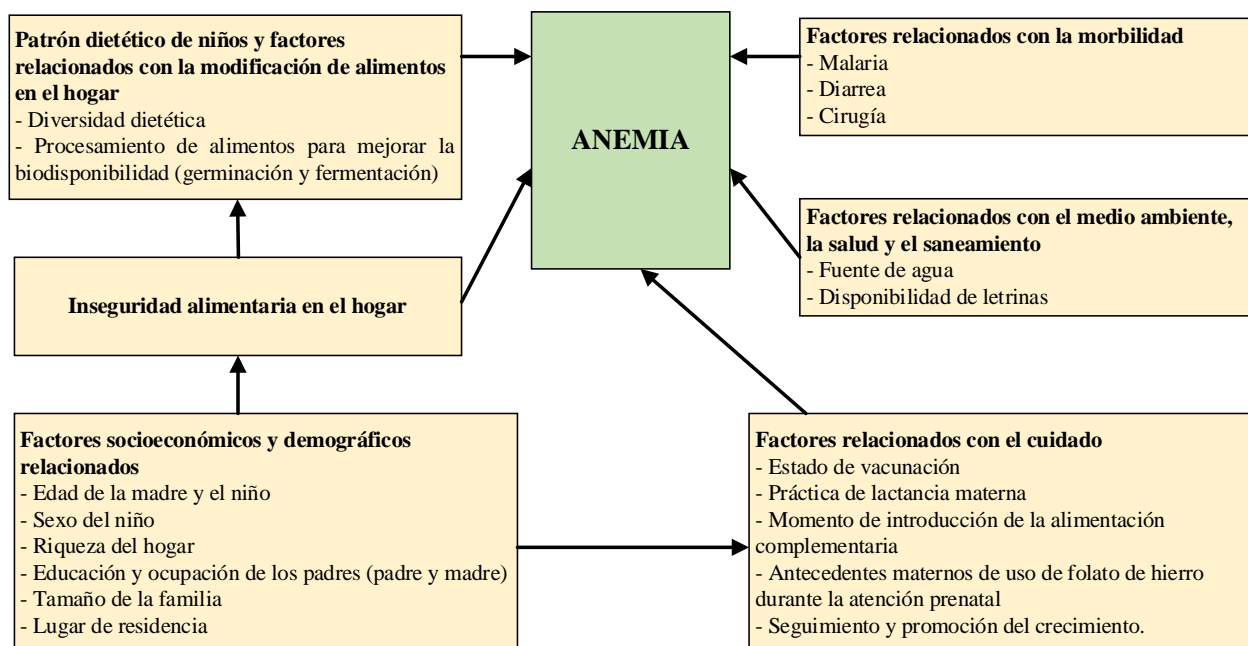 Patrón dietético de niños y factores
relacionados con la modificación de alimentos
en el hogar
- Diversidad dietética
- Procesamiento de alimentos para mejorar la
biodisponibilidad (germinación y fermentación)
ANEMIA
Factores relacionados con la morbilidad
- Malaria
- Diarrea
- Cirugía
Factores relacionados con el medio ambiente,
la salud y el saneamiento
- Fuente de agua
- Disponibilidad de letrinas
Inseguridad alimentaria en el hogar
Factores socioeconómicos y demográficos
relacionados
- Edad de la madre y el niño
- Sexo del niño
- Riqueza del hogar
- Educación y ocupación de los padres (padre y madre)
- Tamaño de la familia
- Lugar de residencia
Factores relacionados con el cuidado
- Estado de vacunación
- Práctica de lactancia materna
- Momento de introducción de la alimentación
complementaria
- Antecedentes maternos de uso de folato de hierro
durante la atención prenatal
- Seguimiento y promoción del crecimiento.